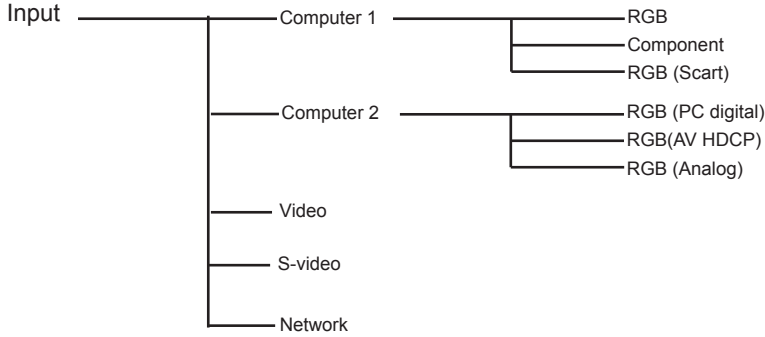 Input
Computer 1
RGB
Component
RGB (Scart)
Computer 2
RGB (PC digital)
RGB(AV HDCP)
RGB (Analog)
Video
S-video
Network